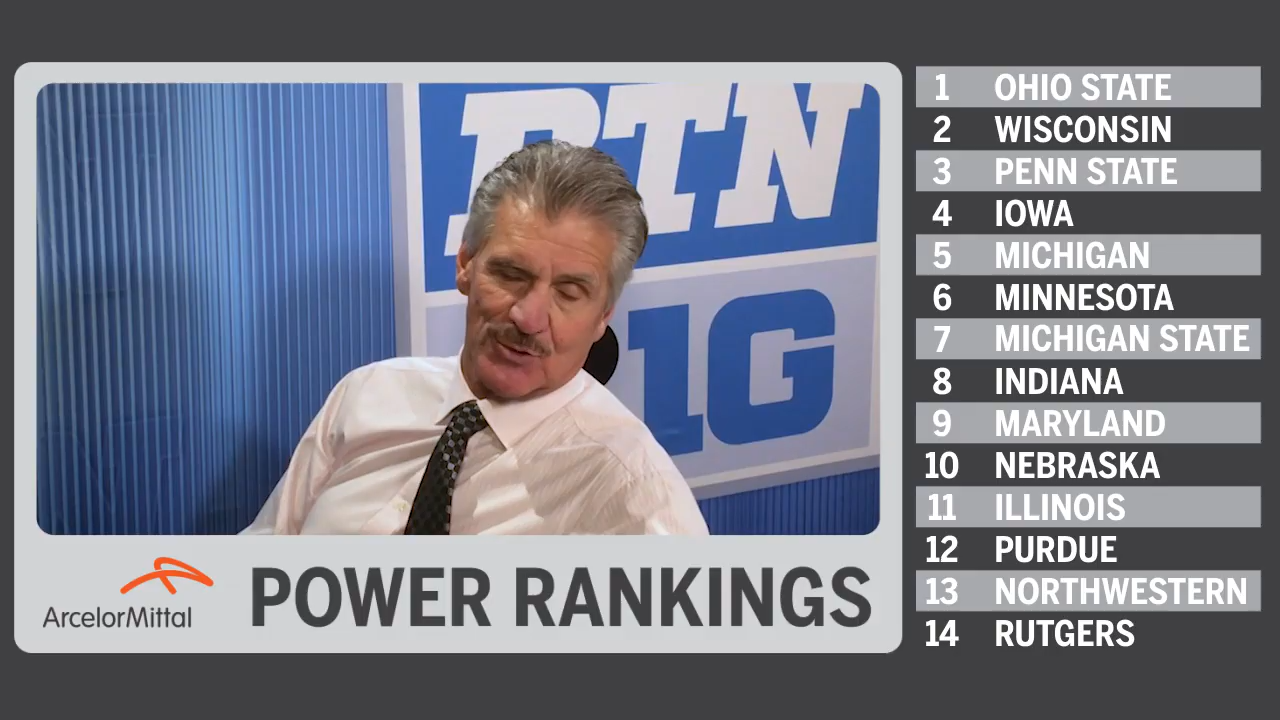 BTN
B1G
ArcelorMittal
POWER RANKINGS
1 OHIO STATE
2 WISCONSIN
3 PENN STATE
4 IOWA
5 MICHIGAN
6 MINNESOTA
7 MICHIGAN STATE
8 INDIANA
9 MARYLAND
10 NEBRASKA
11 ILLINOIS
12 PURDUE
13 NORTHWESTERN
14 RUTGERS